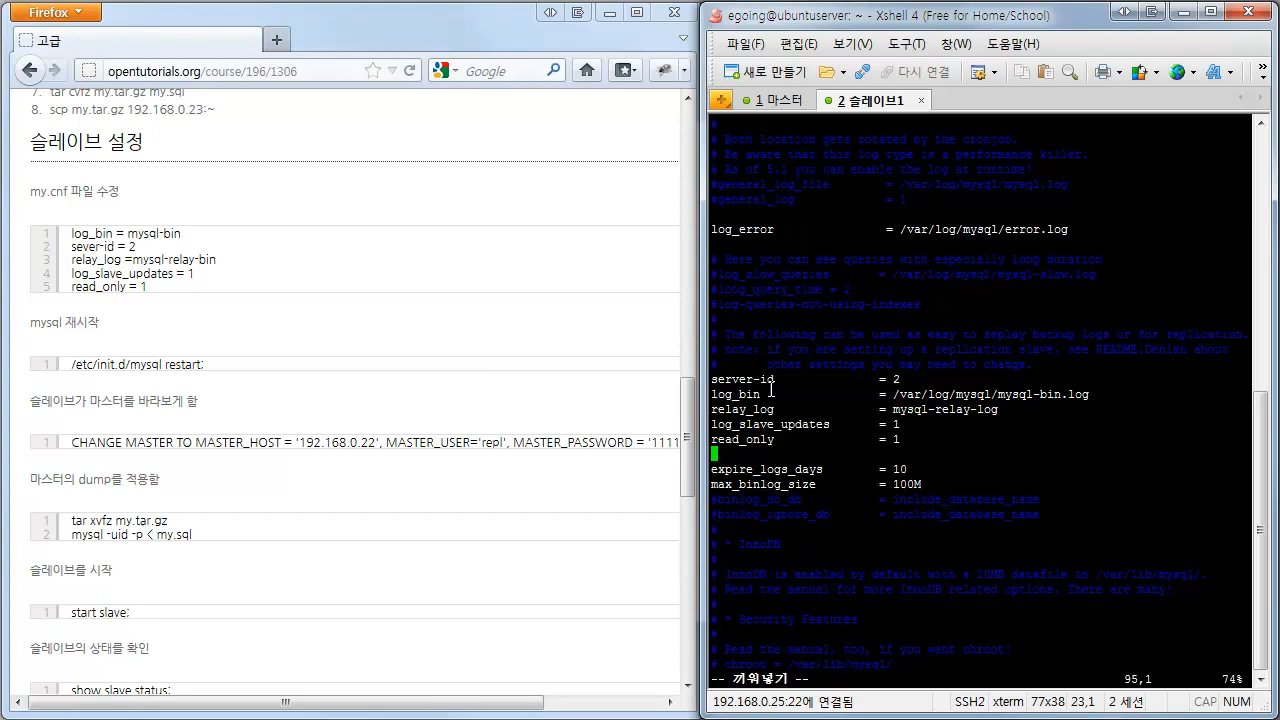 Firefox
고급
opentutorials.org/course/196/1306
Google
7. tar cvfz my.tar.gz my.sql
8. scp my.tar.gz 192.168.0.23:~
슬레이브 설정
my.cnf 파일 수정
1 log_bin = mysql-bin
2 sever-id = 2
3 relay_log =mysql-relay-bin
4 log_slave_updates = 1
5 read_only = 1
mysql 재시작
1 /etc/init.d/mysql restart;
슬레이브가 마스터를 바라보게 함
1 CHANGE MASTER TO MASTER_HOST = '192.168.0.22', MASTER_USER='repl', MASTER_PASSWORD = '1111
마스터의 dump를 적용함
1 tar xvfz my.tar.gz
2 mysql -uid -p < my.sql
슬레이브를 시작
1 start slave;
슬레이브의 상태를 확인
1 show slave status;
egoing@ubuntuserver: ~ - Xshell 4 (Free for Home/School)
파일(F) 편집(E) 보기(V) 도구(T) 창(W) 도움말(H)
새로 만들기 다시 연결
1 마스터 2 슬레이브1
#
# Both location gets rotated by the cronjob.
# Be aware that this log type is a performance killer.
# As of 5.1 you can enable the log at runtime!
#general_log_file = /var/log/mysql/mysql.log
#general_log = 1
log_error = /var/log/mysql/error.log
# Here you can see queries with especially long duration
#log_slow_queries = /var/log/mysql/mysql-slow.log
#long_query_time = 2
#log-queries-not-using-indexes
#
# The following can be used as easy to replay backup logs or for replication.
# note: if you are setting up a replication slave, see README.Debian about
# other settings you may need to change.
server-id = 2
log_bin = /var/log/mysql/mysql-bin.log
relay_log = mysql-relay-log
log_slave_updates = 1
read_only = 1
expire_logs_days = 10
max_binlog_size = 100M
#binlog_do_db = include_database_name
#binlog_ignore_db = include_database_name
#
# * InnoDB
#
# InnoDB is enabled by default with a 10MB datafile in /var/lib/mysql/.
# Read the manual for more InnoDB related options. There are many!
#
# * Security Features
#
# Read the manual, too, if you want chroot!
# chroot = /var/lib/mysql/
-- 끼워넣기 -- 95,1 74%
192.168.0.25:22에 연결됨 SSH2 xterm 77x38 23,1 2 세션 CAP NUM